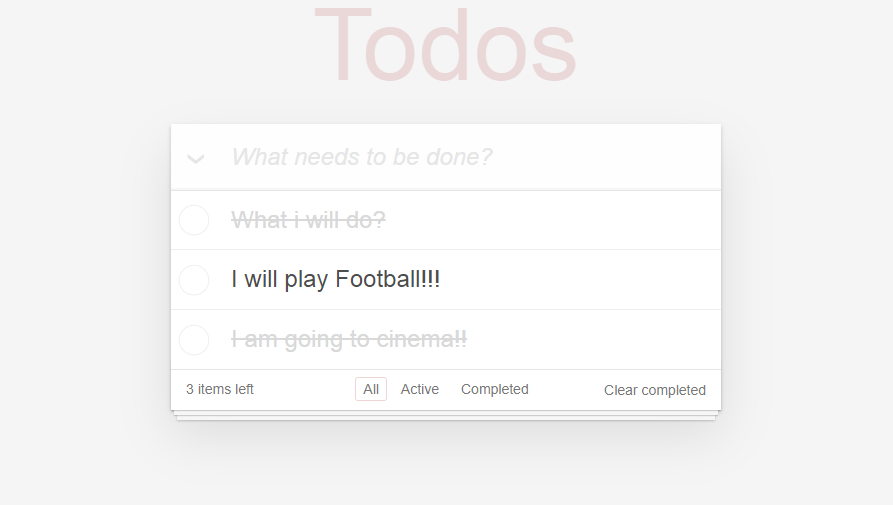 Todos
What needs to be done?
What i will do?
I will play Football!!!
I am going to cinema!!
3 items left All Active Completed Clear completed